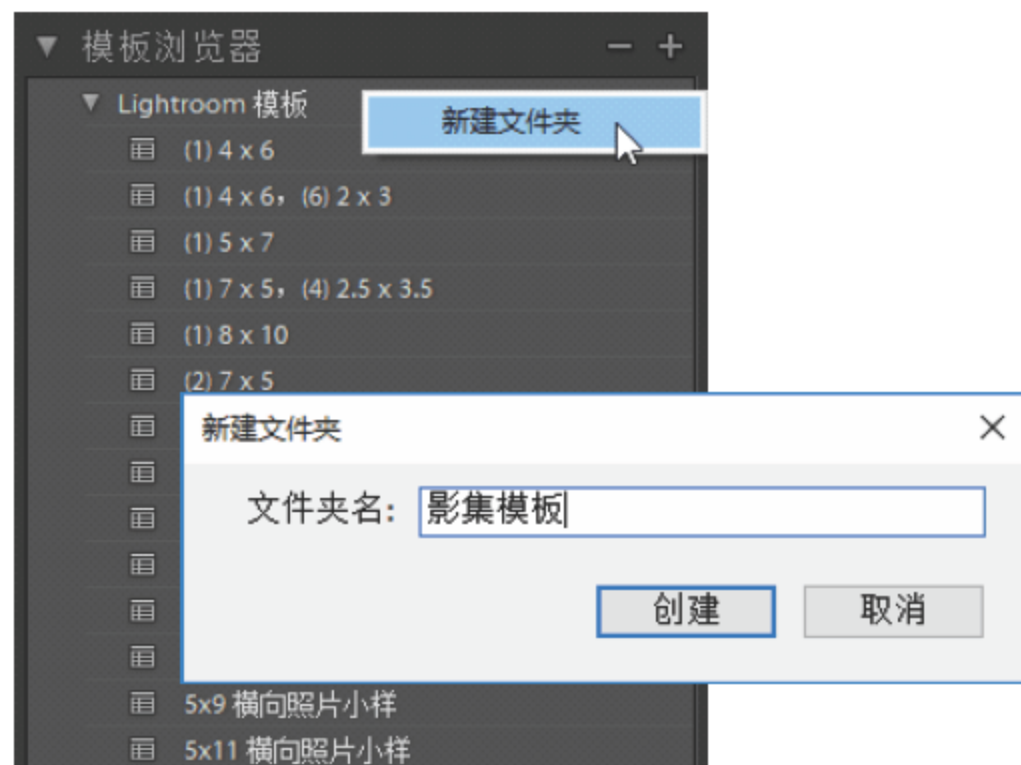 模板浏览器
Lightroom 模板
新建文件夹
(1) 4 x 6
(1) 4 x 6，(6) 2 x 3
(1) 5 x 7
(1) 7 x 5，(4) 2.5 x 3.5
(1) 8 x 10
(2) 7 x 5
新建文件夹
文件夹名:
影集模板
创建
取消
5x9 横向照片小样
5x11 横向照片小样